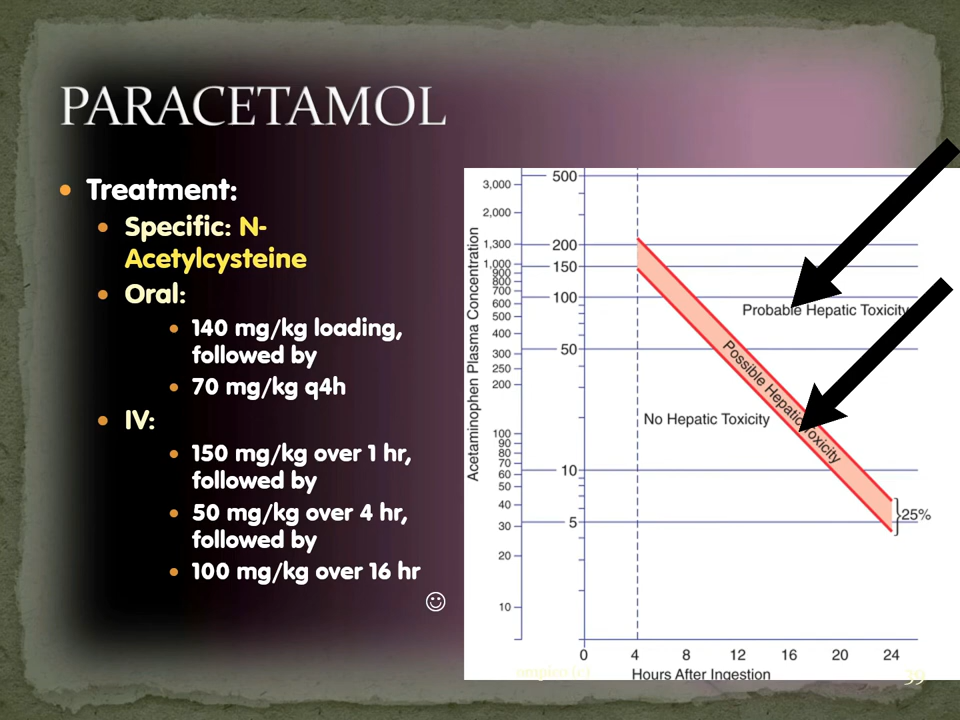 PARACETAMOL
Treatment:
Specific: N-
Acetylcysteine
Oral:
140 mg/kg loading,
followed by
70 mg/kg q4h
IV:
150 mg/kg over 1 hr,
followed by
50 mg/kg over 4 hr,
followed by
100 mg/kg over 16 hr
☺
Acetaminophen Plasma Concentration
3,000
2,000
1,300
1,000
900
800
700
600
500
400
300
250
200
100
90
80
70
60
50
40
30
20
10
500
200
150
100
50
10
5
Probable Hepatic Toxicity
Possible Hepatic Toxicity
No Hepatic Toxicity
25%
0 4 8 12 16 20 24
Hours After Ingestion
39